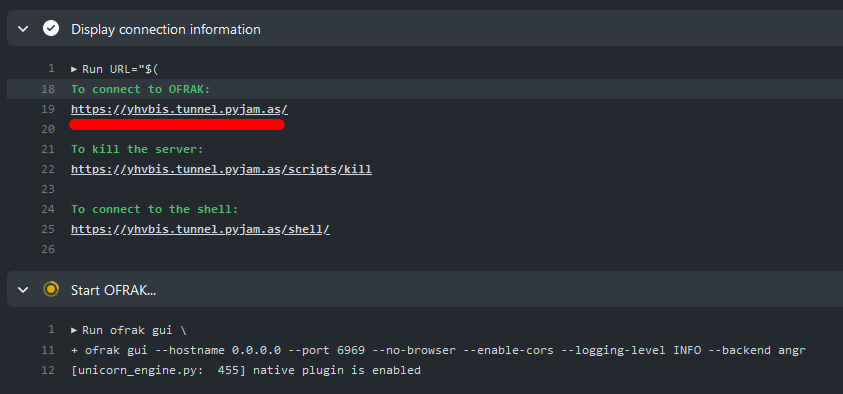 Display connection information
1 ▸ Run URL="$(
18 To connect to OFRAK:
19 https://yhvbis.tunnel.pyjam.as/
20
21 To kill the server:
22 https://yhvbis.tunnel.pyjam.as/scripts/kill
23
24 To connect to the shell:
25 https://yhvbis.tunnel.pyjam.as/shell/
26
Start OFRAK...
1 ▸ Run ofrak gui \
11 + ofrak gui --hostname 0.0.0.0 --port 6969 --no-browser --enable-cors --logging-level INFO --backend angr
12 [unicorn_engine.py:  455] native plugin is enabled